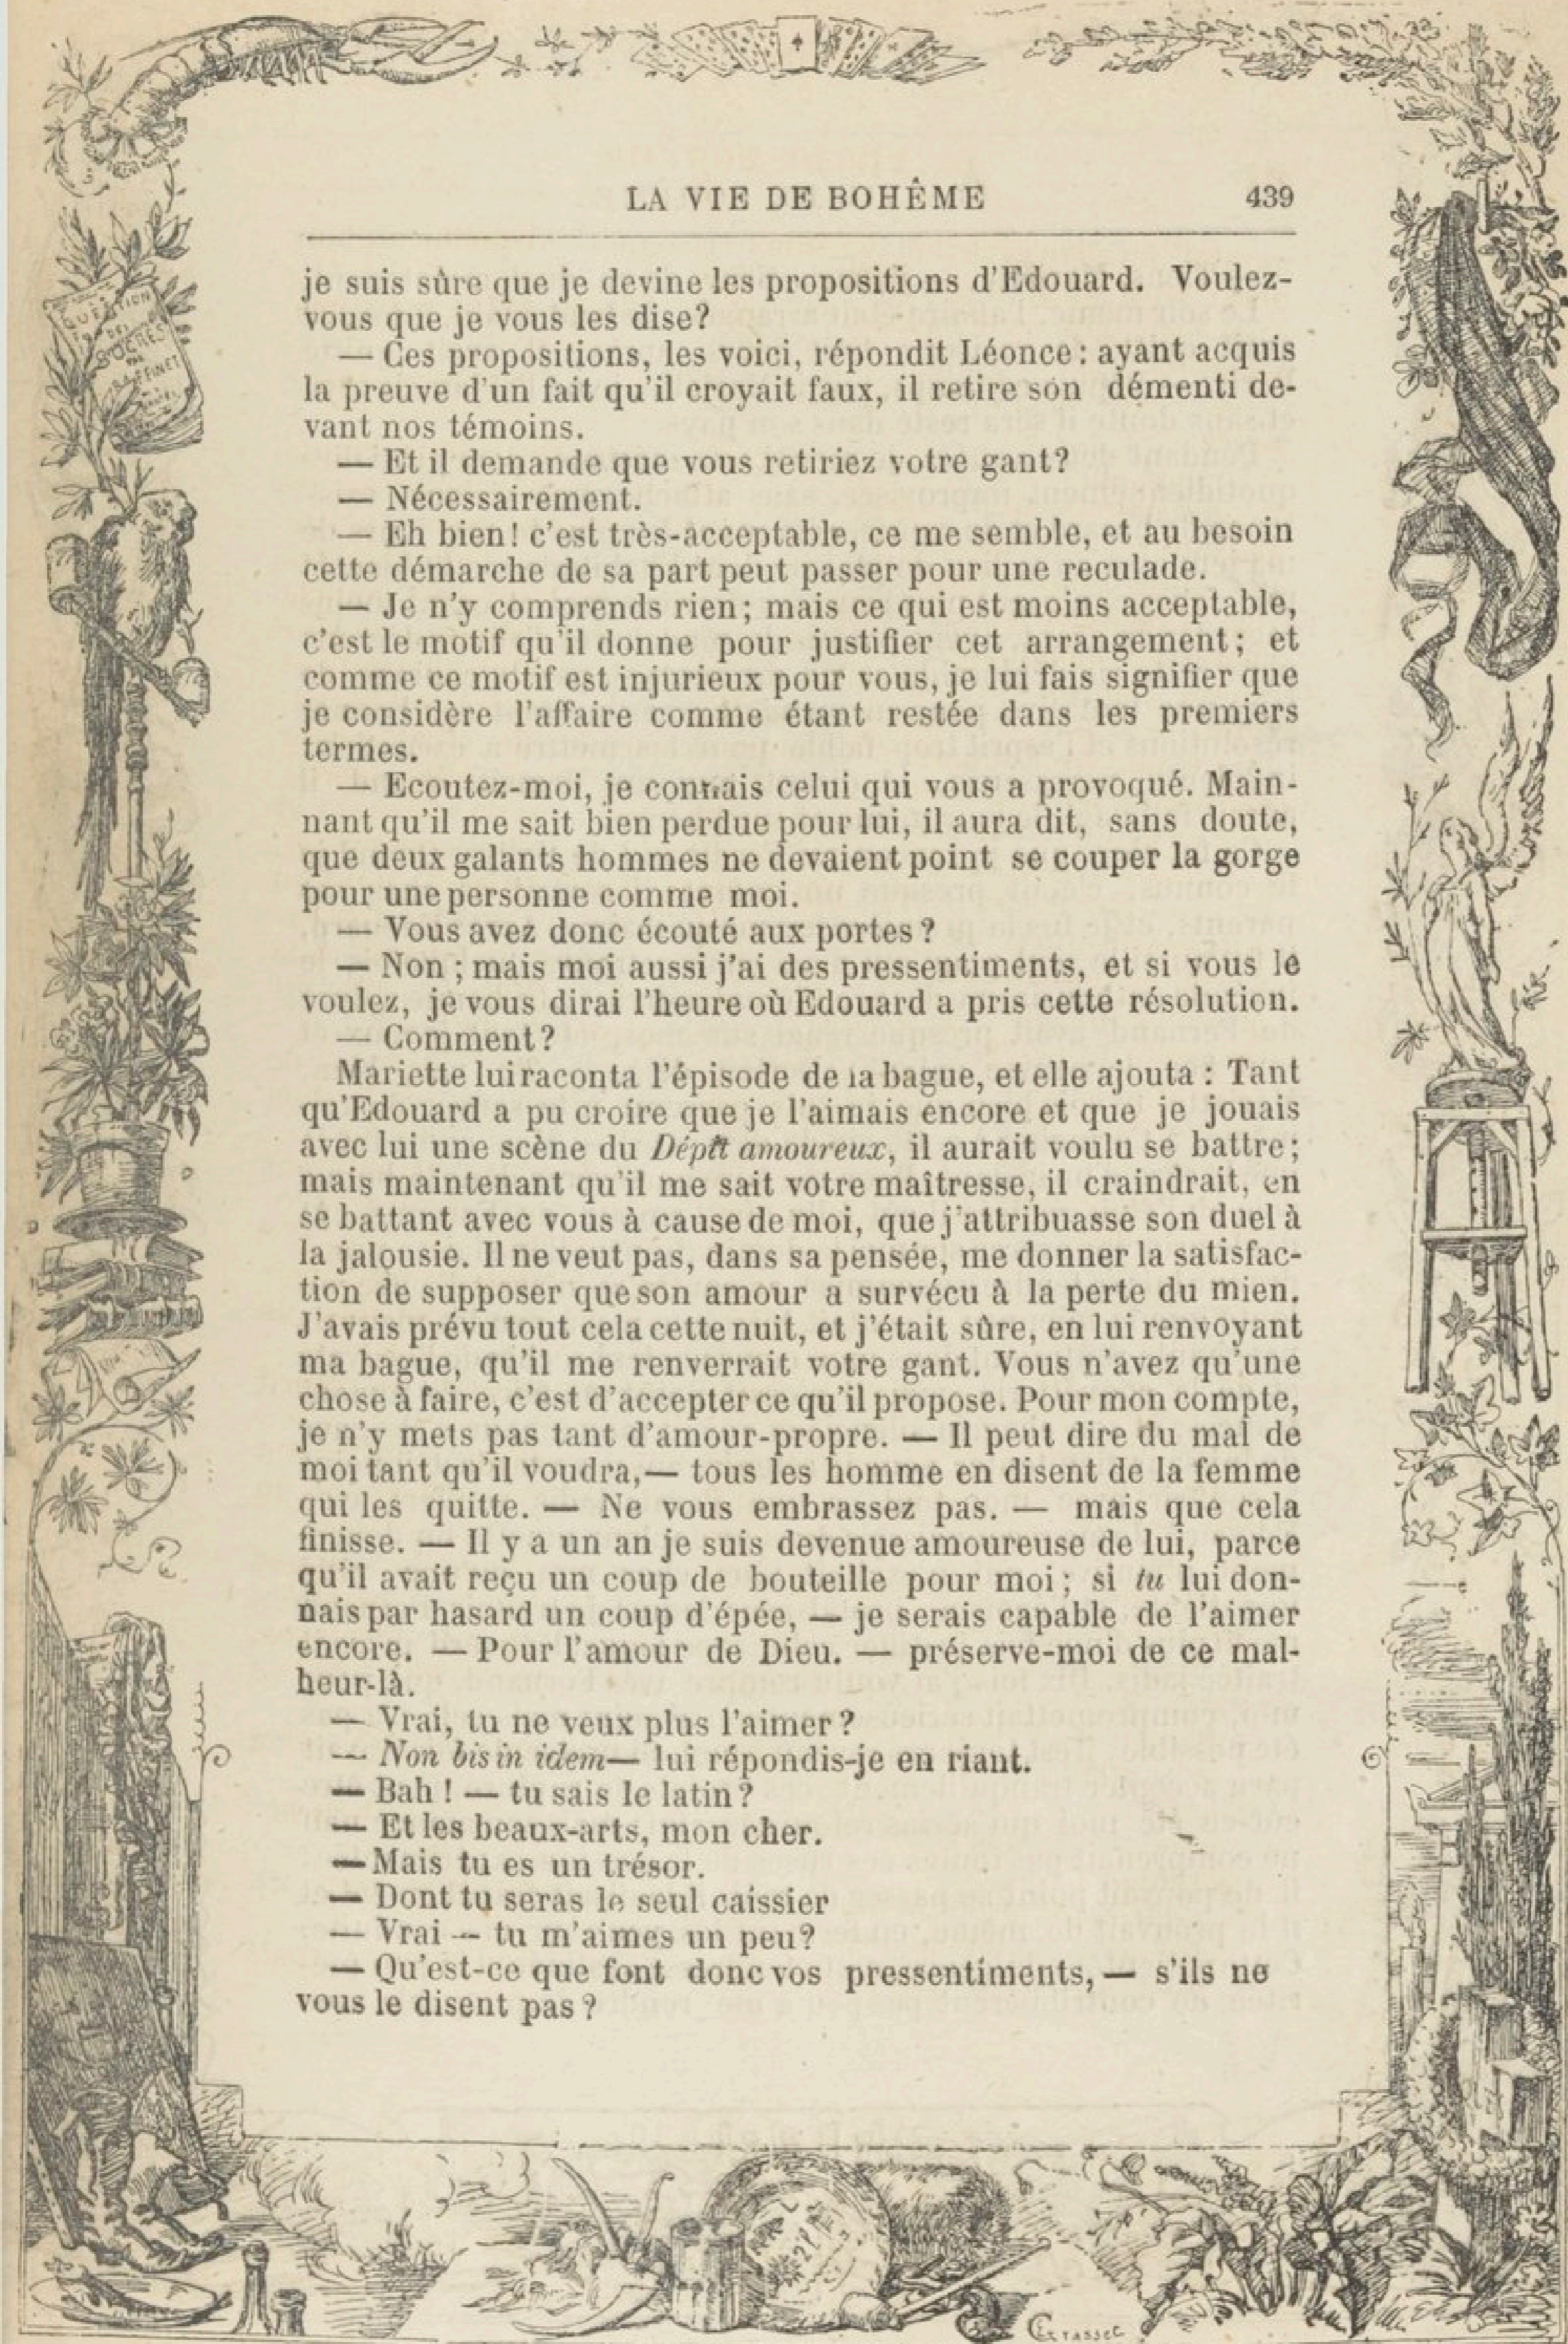 LA VIE DE BOHÊME 439
je suis sûre que je devine les propositions d'Edouard. Voulez-
vous que je vous les dise?
— Ces propositions, les voici, répondit Léonce : ayant acquis
la preuve d'un fait qu'il croyait faux, il retire son démenti de-
vant nos témoins.
— Et il demande que vous retiriez votre gant?
— Nécessairement.
— Eh bien! c'est très-acceptable, ce me semble, et au besoin
cette démarche de sa part peut passer pour une reculade.
— Je n'y comprends rien; mais ce qui est moins acceptable,
c'est le motif qu'il donne pour justifier cet arrangement; et
comme ce motif est injurieux pour vous, je lui fais signifier que
je considère l'affaire comme étant restée dans les premiers
termes.
— Ecoutez-moi, je connais celui qui vous a provoqué. Main-
nant qu'il me sait bien perdue pour lui, il aura dit, sans doute,
que deux galants hommes ne devaient point se couper la gorge
pour une personne comme moi.
— Vous avez donc écouté aux portes ?
— Non ; mais moi aussi j'ai des pressentiments, et si vous le
voulez, je vous dirai l'heure où Edouard a pris cette résolution.
— Comment?
Mariette lui raconta l'épisode de la bague, et elle ajouta : Tant
qu'Edouard a pu croire que je l'aimais encore et que je jouais
avec lui une scène du Dépit amoureux, il aurait voulu se battre;
mais maintenant qu'il me sait votre maîtresse, il craindrait, en
se battant avec vous à cause de moi, que j'attribuasse son duel à
la jalousie. Il ne veut pas, dans sa pensée, me donner la satisfac-
tion de supposer que son amour a survécu à la perte du mien.
J'avais prévu tout cela cette nuit, et j'était sûre, en lui renvoyant
ma bague, qu'il me renverrait votre gant. Vous n'avez qu'une
chose à faire, c'est d'accepter ce qu'il propose. Pour mon compte,
je n'y mets pas tant d'amour-propre. — Il peut dire du mal de
moi tant qu'il voudra, — tous les homme en disent de la femme
qui les quitte. — Ne vous embrassez pas. — mais que cela
finisse. — Il y a un an je suis devenue amoureuse de lui, parce
qu'il avait reçu un coup de bouteille pour moi; si tu lui don-
nais par hasard un coup d'épée, — je serais capable de l'aimer
encore. — Pour l'amour de Dieu. — préserve-moi de ce mal-
heur-là.
— Vrai, tu ne veux plus l'aimer ?
— Non bis in idem — lui répondis-je en riant.
— Bah ! — tu sais le latin ?
— Et les beaux-arts, mon cher.
— Mais tu es un trésor.
— Dont tu seras le seul caissier
— Vrai — tu m'aimes un peu?
— Qu'est-ce que font donc vos pressentiments, — s'ils ne
vous le disent pas ?
QUESTION
DES
SUCRES
PAR